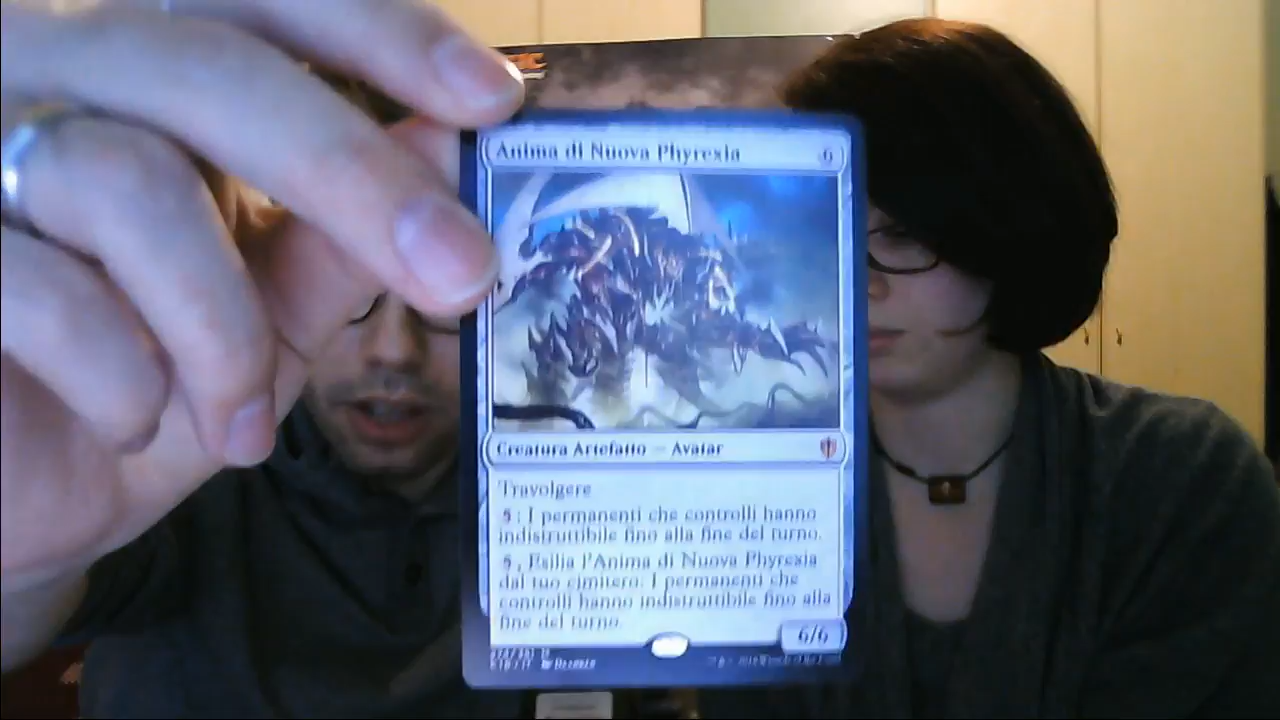 Anima di Nuova Phyrexia 6
Creatura Artefatto — Avatar
Travolgere
5: I permanenti che controlli hanno
indistruttibile fino alla fine del turno.
5, Esilia l'Anima di Nuova Phyrexia
dal tuo cimitero: I permanenti che
controlli hanno indistruttibile fino alla
fine del turno.
6/6